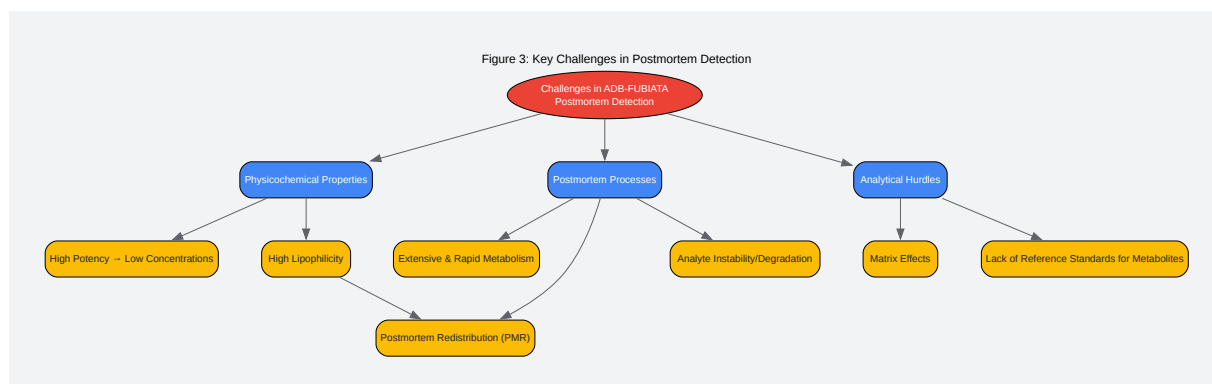 Figure 3: Key Challenges in Postmortem Detection
Challenges in ADB-FUBIATA
Postmortem Detection
Physicochemical Properties
Postmortem Processes
Analytical Hurdles
High Potency → Low Concentrations
High Lipophilicity
Extensive & Rapid Metabolism
Analyte Instability/Degradation
Matrix Effects
Lack of Reference Standards for Metabolites
Postmortem Redistribution (PMR)